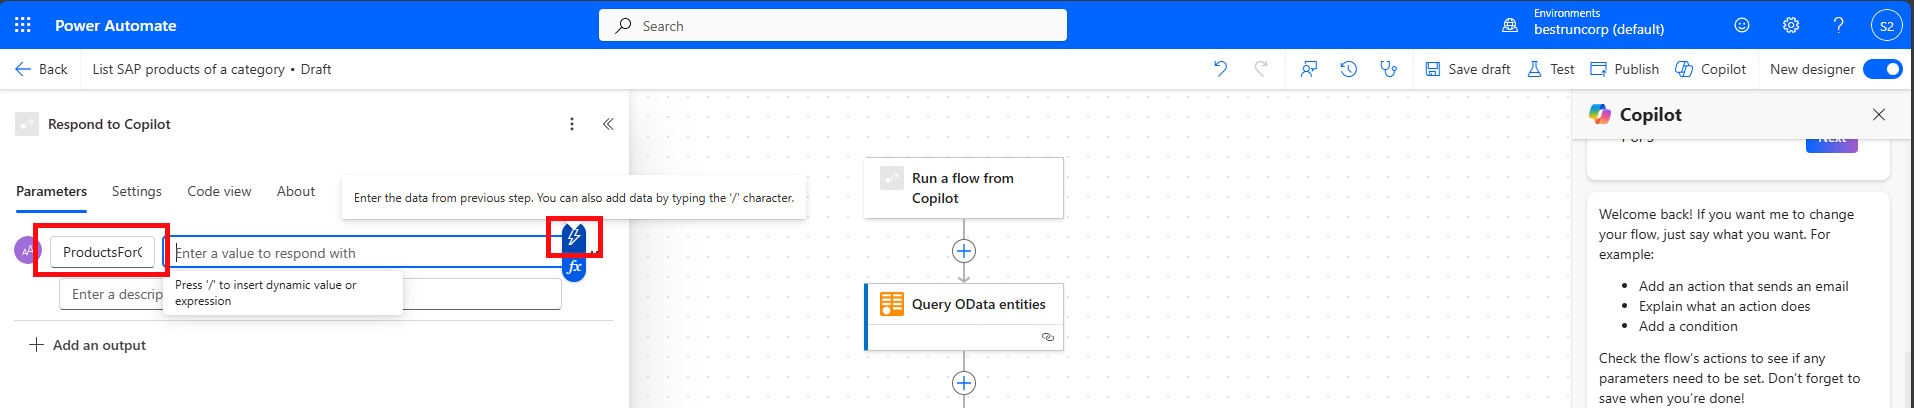 Power Automate
Search
Environments
bestruncorp (default)
S2
Back
List SAP products of a category • Draft
Save draft
Test
Publish
Copilot
New designer
Respond to Copilot
Parameters
Settings
Code view
About
Enter the data from previous step. You can also add data by typing the '/' character.
AA
ProductsForC
Enter a value to respond with
fx
Press '/' to insert dynamic value or
expression
Enter a descrip
Add an output
Run a flow from
Copilot
Query OData entities
Copilot
Next
Welcome back! If you want me to change
your flow, just say what you want. For
example:
• Add an action that sends an email
• Explain what an action does
• Add a condition
Check the flow's actions to see if any
parameters need to be set. Don't forget to
save when you're done!